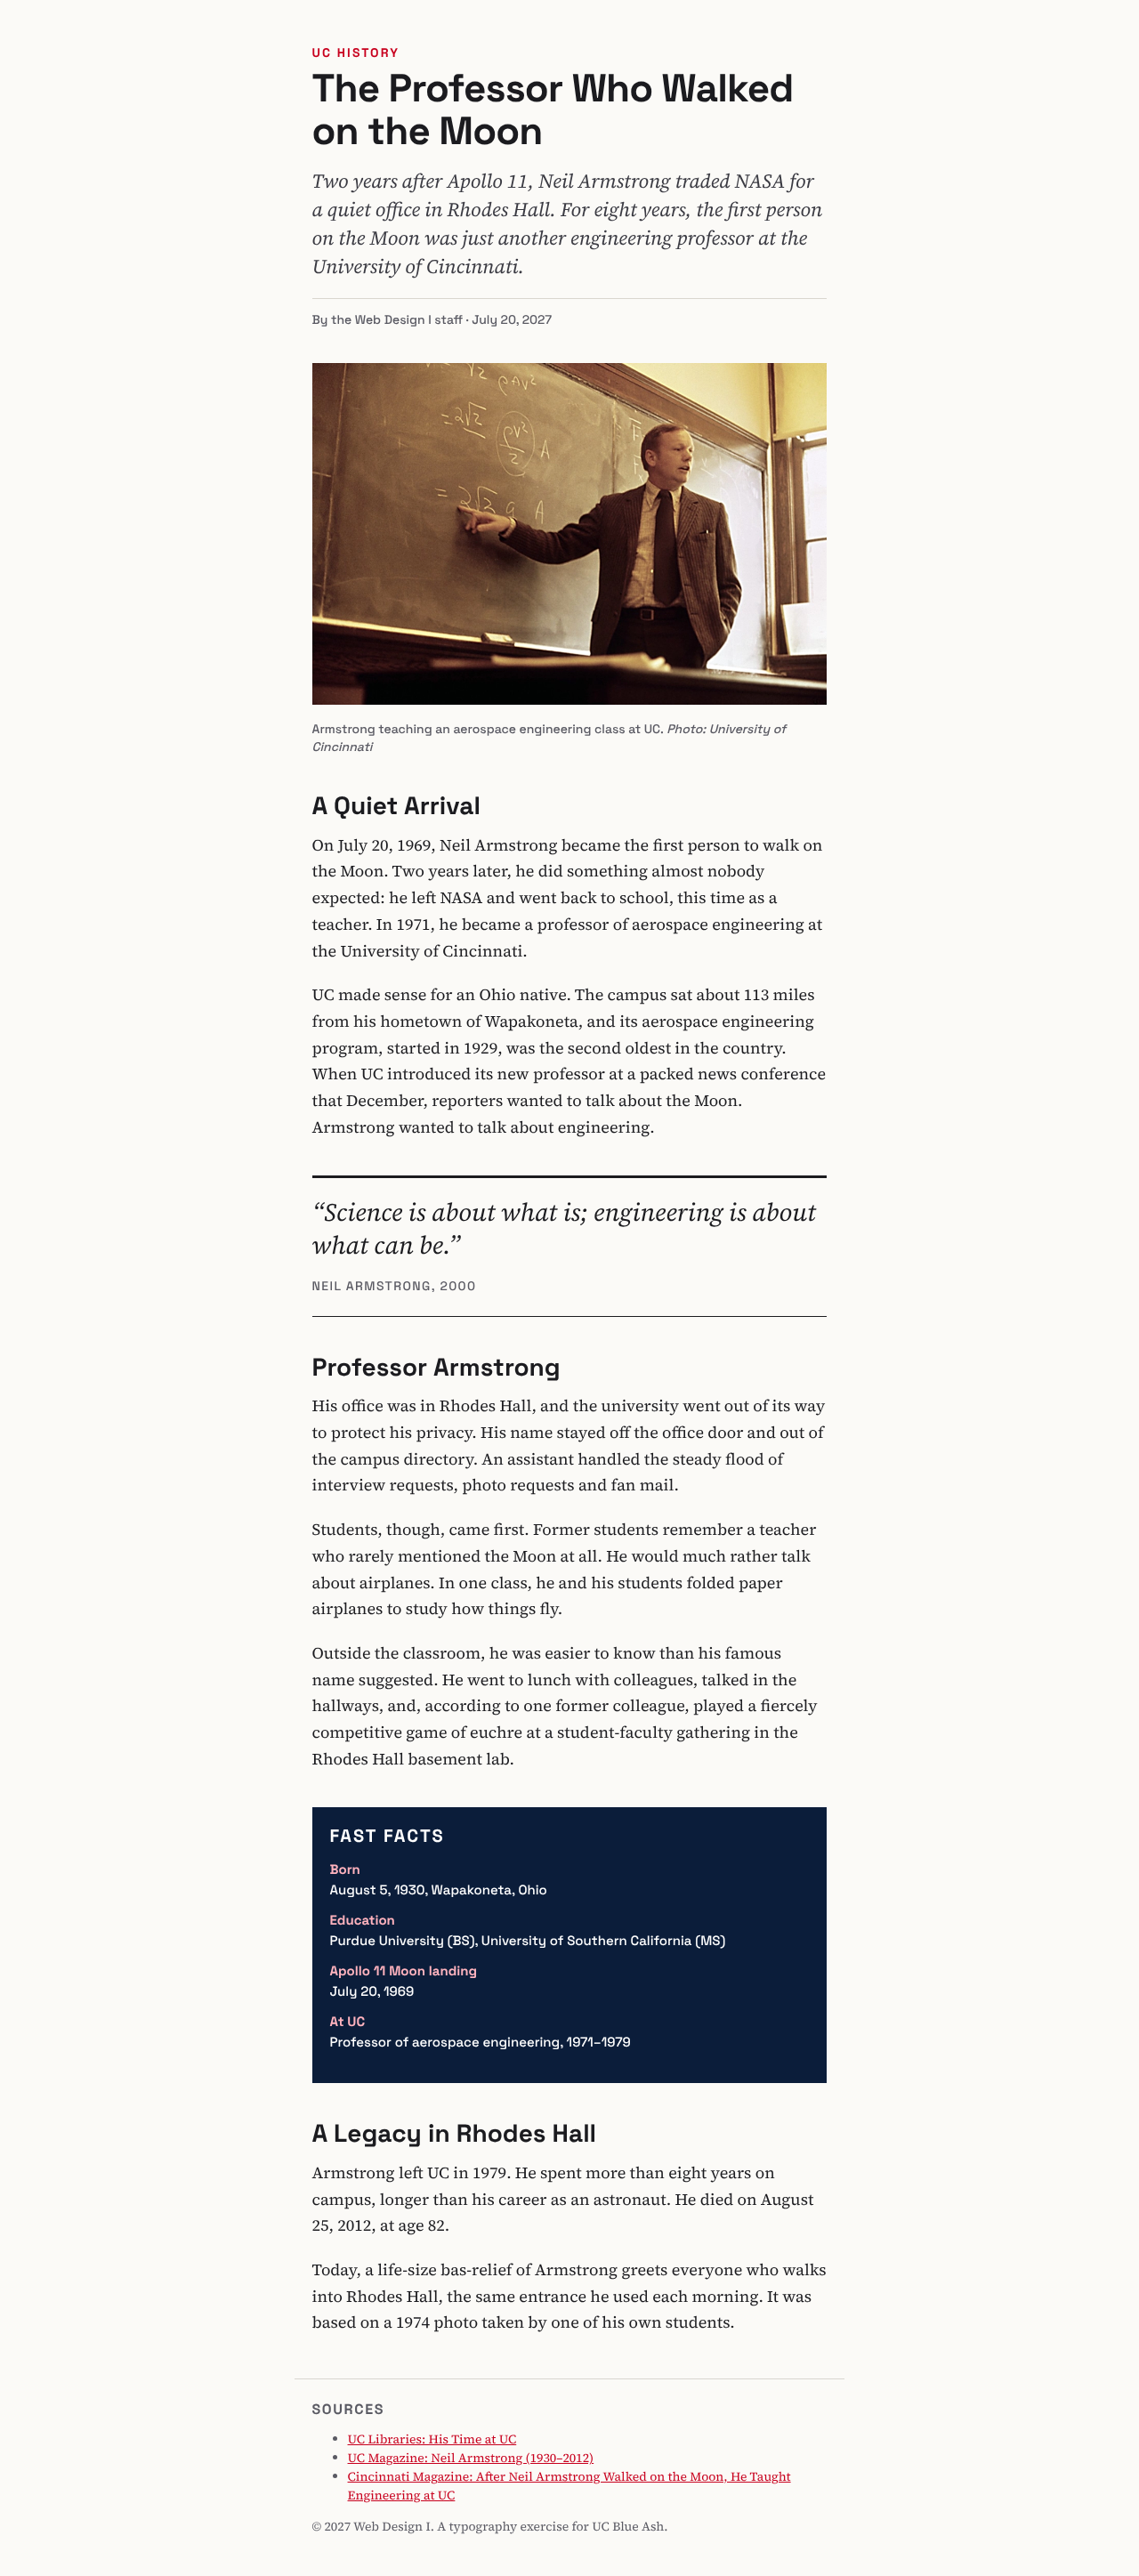 UC HISTORY
The Professor Who Walked
on the Moon
Two years after Apollo 11, Neil Armstrong traded NASA for
a quiet office in Rhodes Hall. For eight years, the first person
on the Moon was just another engineering professor at the
University of Cincinnati.
By the Web Design I staff · July 20, 2027
Armstrong teaching an aerospace engineering class at UC. Photo: University of
Cincinnati
A Quiet Arrival
On July 20, 1969, Neil Armstrong became the first person to walk on
the Moon. Two years later, he did something almost nobody
expected: he left NASA and went back to school, this time as a
teacher. In 1971, he became a professor of aerospace engineering at
the University of Cincinnati.
UC made sense for an Ohio native. The campus sat about 113 miles
from his hometown of Wapakoneta, and its aerospace engineering
program, started in 1929, was the second oldest in the country.
When UC introduced its new professor at a packed news conference
that December, reporters wanted to talk about the Moon.
Armstrong wanted to talk about engineering.
“Science is about what is; engineering is about
what can be.”
NEIL ARMSTRONG, 2000
Professor Armstrong
His office was in Rhodes Hall, and the university went out of its way
to protect his privacy. His name stayed off the office door and out of
the campus directory. An assistant handled the steady flood of
interview requests, photo requests and fan mail.
Students, though, came first. Former students remember a teacher
who rarely mentioned the Moon at all. He would much rather talk
about airplanes. In one class, he and his students folded paper
airplanes to study how things fly.
Outside the classroom, he was easier to know than his famous
name suggested. He went to lunch with colleagues, talked in the
hallways, and, according to one former colleague, played a fiercely
competitive game of euchre at a student-faculty gathering in the
Rhodes Hall basement lab.
FAST FACTS
Born
August 5, 1930, Wapakoneta, Ohio
Education
Purdue University (BS), University of Southern California (MS)
Apollo 11 Moon landing
July 20, 1969
At UC
Professor of aerospace engineering, 1971–1979
A Legacy in Rhodes Hall
Armstrong left UC in 1979. He spent more than eight years on
campus, longer than his career as an astronaut. He died on August
25, 2012, at age 82.
Today, a life-size bas-relief of Armstrong greets everyone who walks
into Rhodes Hall, the same entrance he used each morning. It was
based on a 1974 photo taken by one of his own students.
SOURCES
UC Libraries: His Time at UC
UC Magazine: Neil Armstrong (1930–2012)
Cincinnati Magazine: After Neil Armstrong Walked on the Moon, He Taught
Engineering at UC
© 2027 Web Design I. A typography exercise for UC Blue Ash.